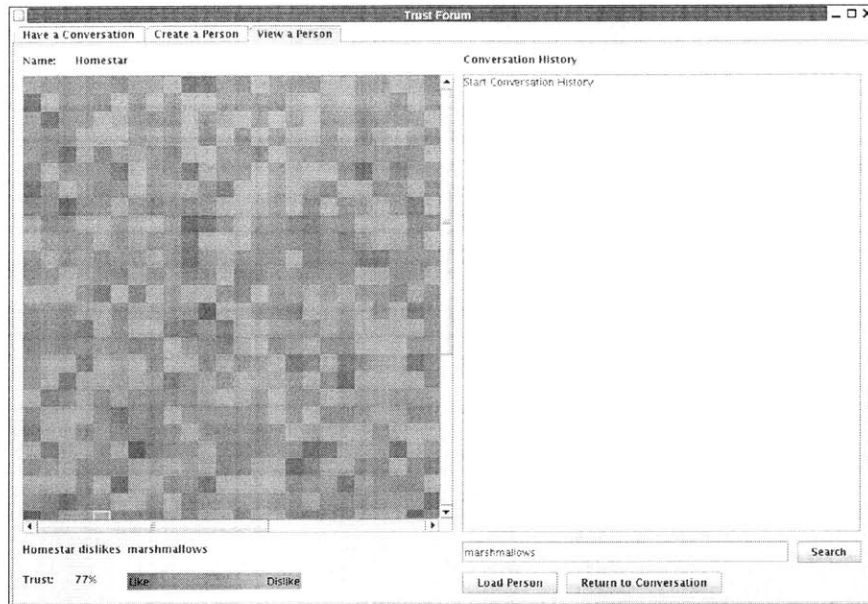 Trust Forum
Have a Conversation Create a Person View a Person
Name: Homestar
Conversation History
Start Conversation History
Homestar dislikes marshmallows
marshmallows
Search
Trust: 77% Like Dislike
Load Person Return to Conversation